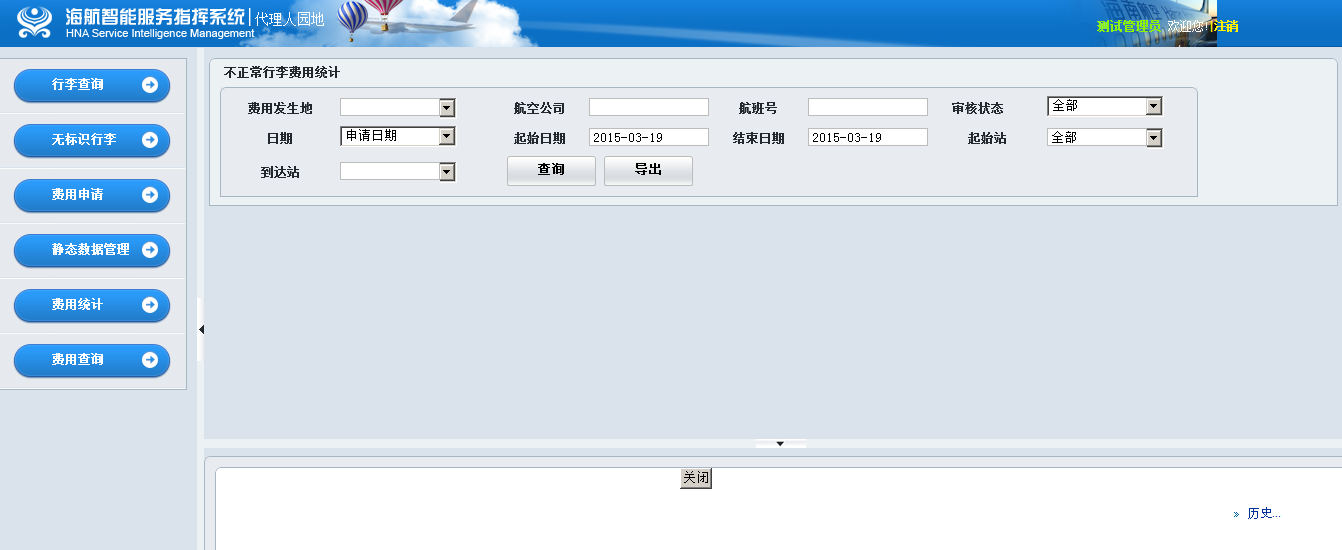 海航智能服务指挥系统|代理人园地
HNA Service Intelligence Management
测试管理员 欢迎您!|注销
行李查询
无标识行李
费用申请
静态数据管理
费用统计
费用查询
不正常行李费用统计
费用发生地 航空公司 航班号 审核状态 全部
日期 申请日期 起始日期 2015-03-19 结束日期 2015-03-19 起始站 全部
到达站 查询 导出
关闭
» 历史...